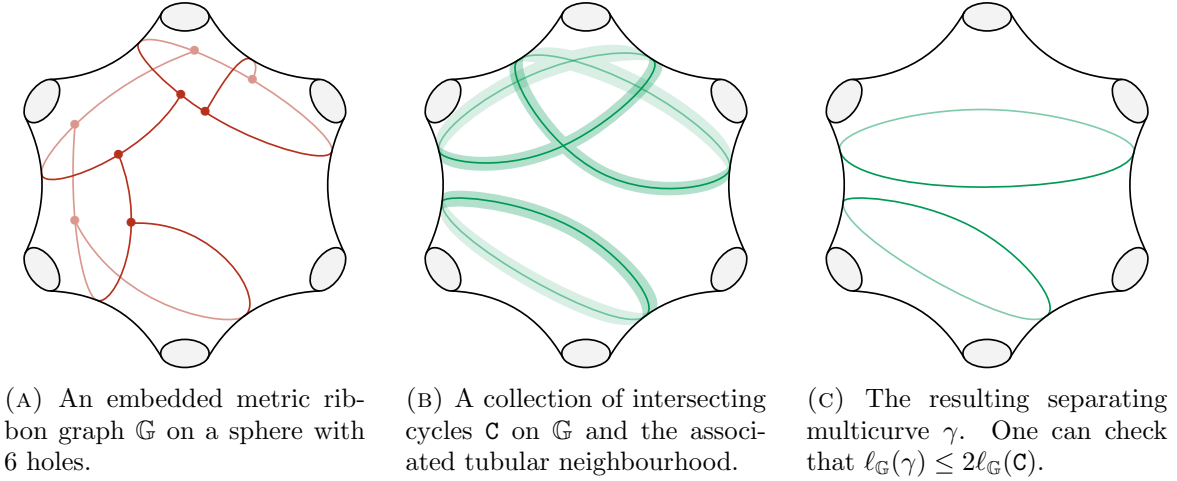 (A) An embedded metric rib-
bon graph 𝔾 on a sphere with
6 holes.
(B) A collection of intersecting
cycles C on 𝔾 and the associ-
ated tubular neighbourhood.
(C) The resulting separating
multicurve γ. One can check
that ℓ𝔾(γ) ≤ 2ℓ𝔾(C).